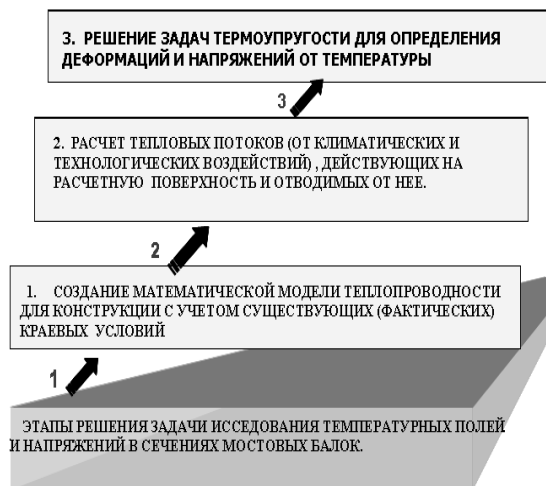 3. РЕШЕНИЕ ЗАДАЧ ТЕРМОУПРУГОСТИ ДЛЯ ОПРЕДЕЛЕНИЯ
ДЕФОРМАЦИЙ И НАПРЯЖЕНИЙ ОТ ТЕМПЕРАТУРЫ
3
2. РАСЧЕТ ТЕПЛОВЫХ ПОТОКОВ (ОТ КЛИМАТИЧЕСКИХ И
ТЕХНОЛОГИЧЕСКИХ ВОЗДЕЙСТВИЙ) , ДЕЙСТВУЮЩИХ НА
РАСЧЕТНУЮ ПОВЕРХНОСТЬ И ОТВОДИМЫХ ОТ НЕЕ.
2
1. СОЗДАНИЕ МАТЕМАТИЧЕСКОЙ МОДЕЛИ ТЕПЛОПРОВОДНОСТИ
ДЛЯ КОНСТРУКЦИИ С УЧЕТОМ СУЩЕСТВУЮЩИХ (ФАКТИЧЕСКИХ)
КРАЕВЫХ УСЛОВИЙ
1
ЭТАПЫ РЕШЕНИЯ ЗАДАЧИ ИССЕДОВАНИЯ ТЕМПЕРАТУРНЫХ ПОЛЕЙ
И НАПРЯЖЕНИЙ В СЕЧЕНИЯХ МОСТОВЫХ БАЛОК.